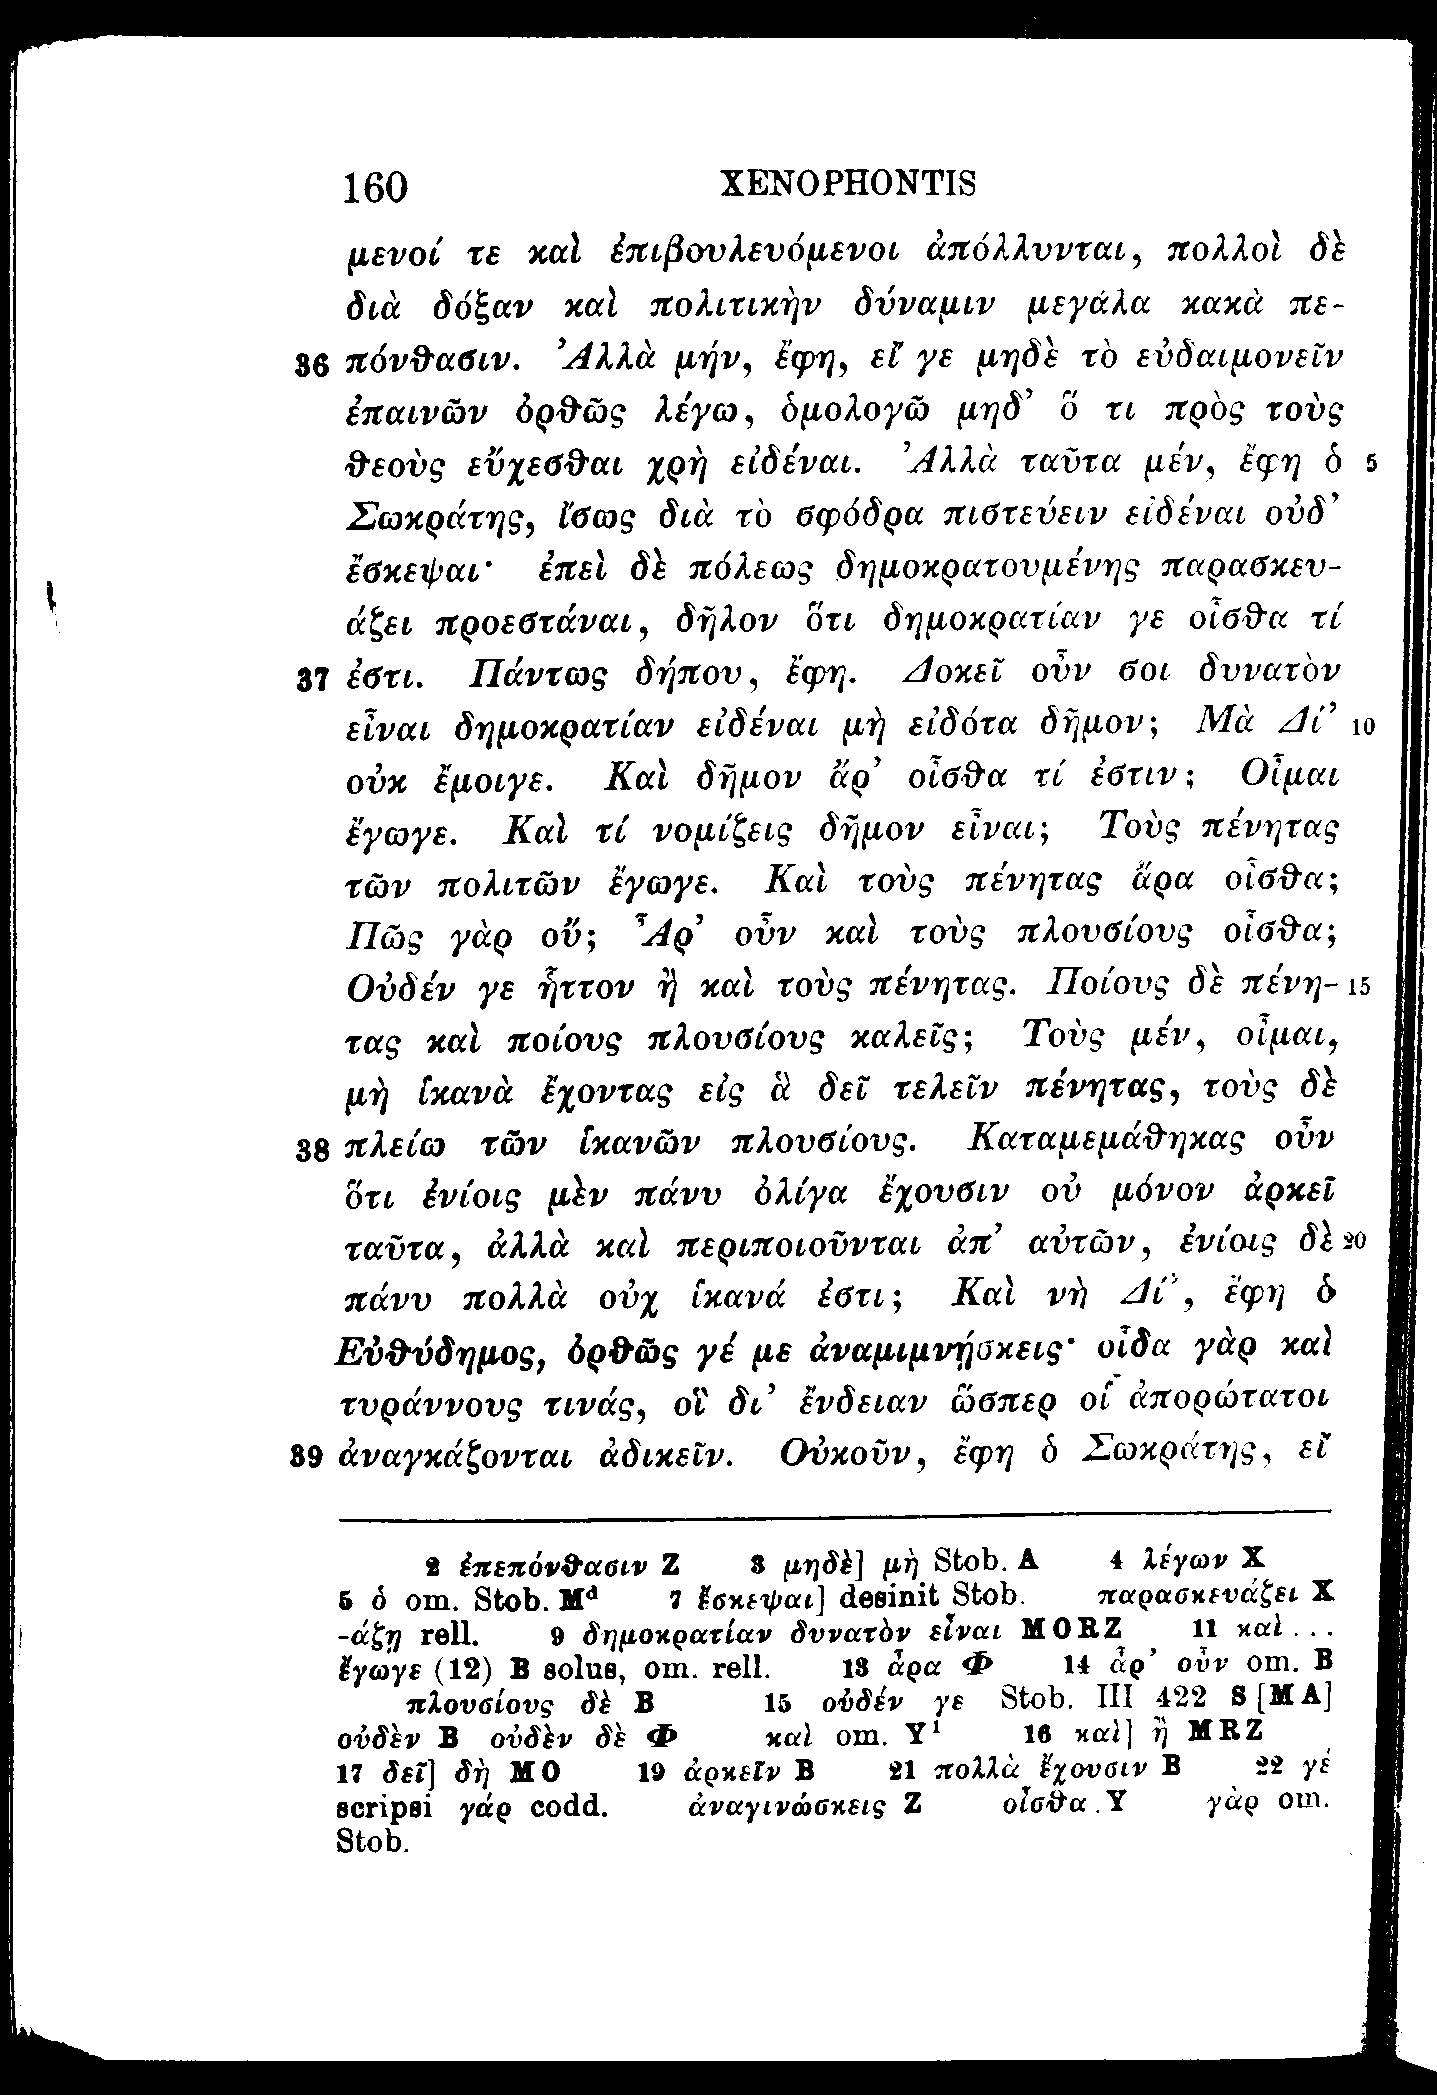 160 XENOPHONTIS
μενοί τε καὶ ἐπιβουλευόμενοι ἀπόλλυνται, πολλοὶ δὲ
διὰ δόξαν καὶ πολιτικὴν δύναμιν μεγάλα κακὰ πε-
36 πόνθασιν. Ἀλλὰ μήν, ἔφη, εἴ γε μηδὲ τὸ εὐδαιμονεῖν
ἐπαινῶν ὀρθῶς λέγω, ὁμολογῶ μηδ’ ὅ τι πρὸς τοὺς
θεοὺς εὔχεσθαι χρὴ εἰδέναι. Ἀλλὰ ταῦτα μέν, ἔφη ὁ 5
Σωκράτης, ἴσως διὰ τὸ σφόδρα πιστεύειν εἰδέναι οὐδ’
ἔσκεψαι· ἐπεὶ δὲ πόλεως δημοκρατουμένης παρασκευ-
άζει προεστάναι, δῆλον ὅτι δημοκρατίαν γε οἶσθα τί
37 ἐστι. Πάντως δήπου, ἔφη. Δοκεῖ οὖν σοι δυνατὸν
εἶναι δημοκρατίαν εἰδέναι μὴ εἰδότα δῆμον; Μὰ Δί’ 10
οὐκ ἔμοιγε. Καὶ δῆμον ἄρ’ οἶσθα τί ἐστιν; Οἶμαι
ἔγωγε. Καὶ τί νομίζεις δῆμον εἶναι; Τοὺς πένητας
τῶν πολιτῶν ἔγωγε. Καὶ τοὺς πένητας ἄρα οἶσθα;
Πῶς γὰρ οὔ; Ἆρ’ οὖν καὶ τοὺς πλουσίους οἶσθα;
Οὐδέν γε ἧττον ἢ καὶ τοὺς πένητας. Ποίους δὲ πένη- 15
τας καὶ ποίους πλουσίους καλεῖς; Τοὺς μέν, οἶμαι,
μὴ ἱκανὰ ἔχοντας εἰς ἃ δεῖ τελεῖν πένητας, τοὺς δὲ
38 πλείω τῶν ἱκανῶν πλουσίους. Καταμεμάθηκας οὖν
ὅτι ἐνίοις μὲν πάνυ ὀλίγα ἔχουσιν οὐ μόνον ἀρκεῖ
ταῦτα, ἀλλὰ καὶ περιποιοῦνται ἀπ’ αὐτῶν, ἐνίοις δὲ 20
πάνυ πολλὰ οὐχ ἱκανά ἐστι; Καὶ νὴ Δί’, ἔφη ὁ
Εὐθύδημος, ὀρθῶς γέ με ἀναμιμνῄσκεις· οἶδα γὰρ καὶ
τυράννους τινάς, οἳ δι’ ἔνδειαν ὥσπερ οἱ ἀπορώτατοι
39 ἀναγκάζονται ἀδικεῖν. Οὐκοῦν, ἔφη ὁ Σωκράτης, εἴ
2 ἐπεπόνθασιν Z 3 μηδὲ] μὴ Stob. A 4 λέγων X
5 ὁ om. Stob. Mᵈ 7 ἔσκεψαι] desinit Stob. παρασκευάζει X
-άζῃ rell. 9 δημοκρατίαν δυνατὸν εἶναι MORZ 11 καὶ ...
ἔγωγε (12) B solus, om. rell. 13 ἆρα Φ 14 ἆρ’ οὖν om. B
πλουσίους δὲ B 15 οὐδέν γε Stob. III 422 S[MA]
οὐδὲν B οὐδὲν δὲ Φ καὶ om. Y¹ 16 καὶ] ἢ MRZ
17 δεῖ] δὴ MO 19 ἀρκεῖν B 21 πολλὰ ἔχουσιν B 22 γέ
scripsi γάρ codd. ἀναγινώσκεις Z οἶσθα Y γὰρ om.
Stob.